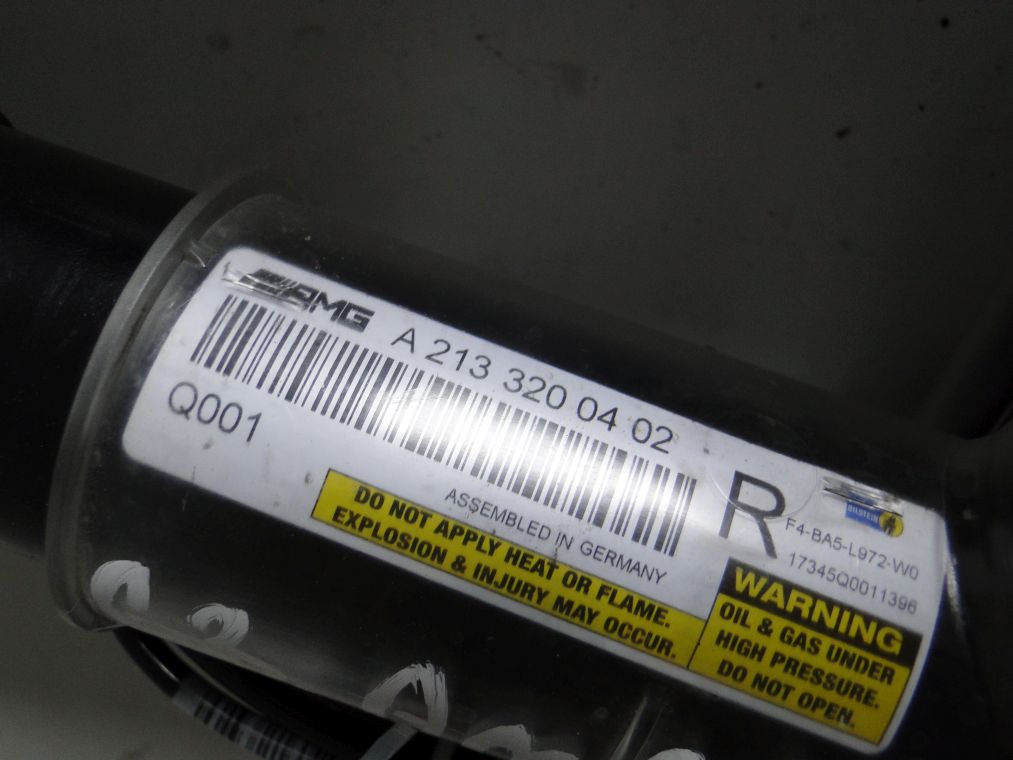 AMG A 213 320 04 02
Q001
ASSEMBLED IN GERMANY
R
BILSTEIN
F4-BA5-L972-W0
17345Q0011396
DO NOT APPLY HEAT OR FLAME.
EXPLOSION & INJURY MAY OCCUR.
WARNING
OIL & GAS UNDER
HIGH PRESSURE.
DO NOT OPEN.